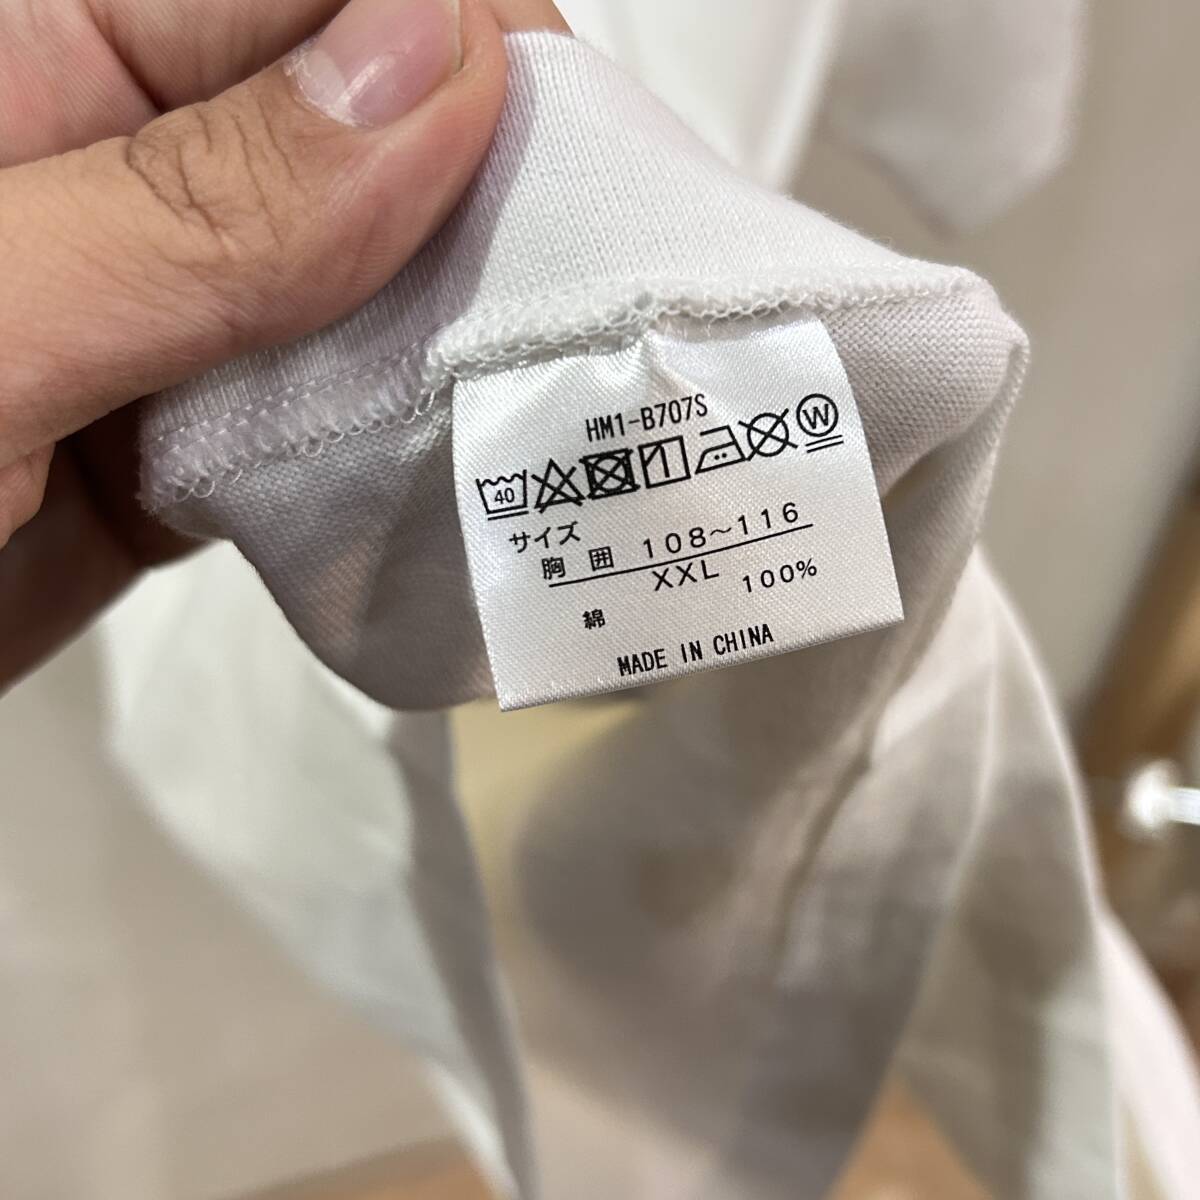 HM1-B707S
40 W
サイズ
胸 囲 108～116
XXL
綿 100%
MADE IN CHINA